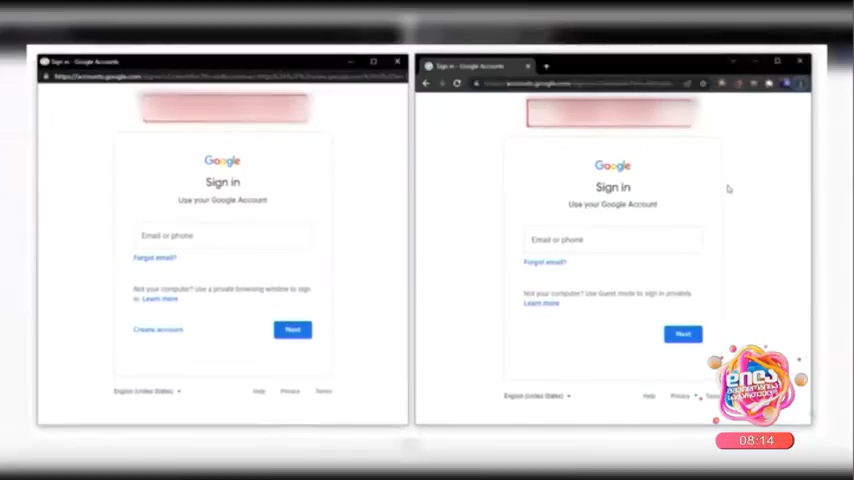 Sign in - Google Accounts
Google
Sign in
Use your Google Account
Email or phone
Forgot email?
Not your computer? Use a private browsing window to sign
in. Learn more
Create account
Next
English (United States)
Help
Privacy
Terms
Sign in - Google Accounts
Google
Sign in
Use your Google Account
Email or phone
Forgot email?
Not your computer? Use Guest mode to sign in privately.
Learn more
Next
English (United States)
Help
Privacy
დილა
08:14